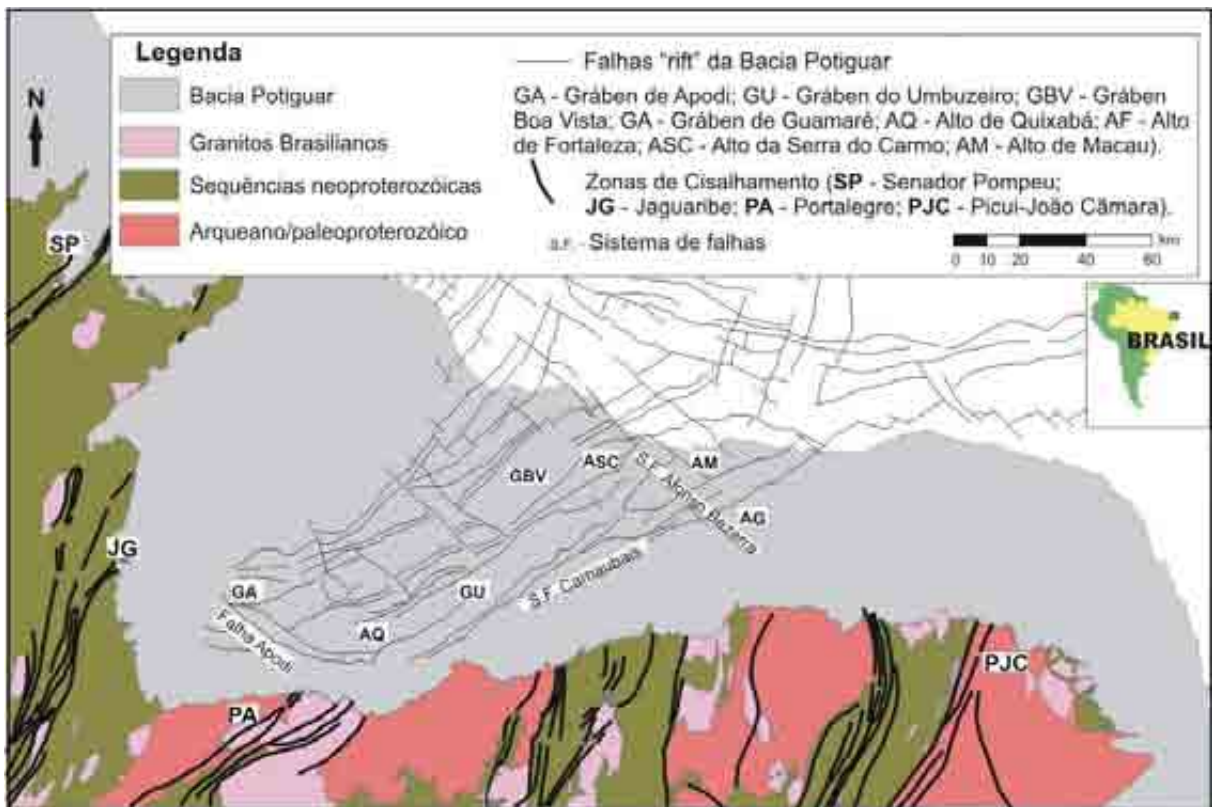 Legenda
Bacia Potiguar
Granitos Brasilianos
Sequências neoproterozóicas
Arqueano/paleoproterozóico
Falhas "rift" da Bacia Potiguar
GA - Gráben de Apodi; GU - Gráben do Umbuzeiro; GBV - Gráben
Boa Vista; GA - Gráben de Guamaré; AQ - Alto de Quixabá; AF - Alto
de Fortaleza; ASC - Alto da Serra do Carmo; AM - Alto de Macau).
Zonas de Cisalhamento (SP - Senador Pompeu;
JG - Jaguaribe; PA - Portalegre; PJC - Picui-João Câmara).
S.F. - Sistema de falhas
km
0 10 20 40 60
N
SP
BRASIL
ASC
AM
GBV
S.F. Afonso Bezerra
AG
JG
GA
GU
S.F. Carnaubais
Falha Apodi
AQ
PA
PJC